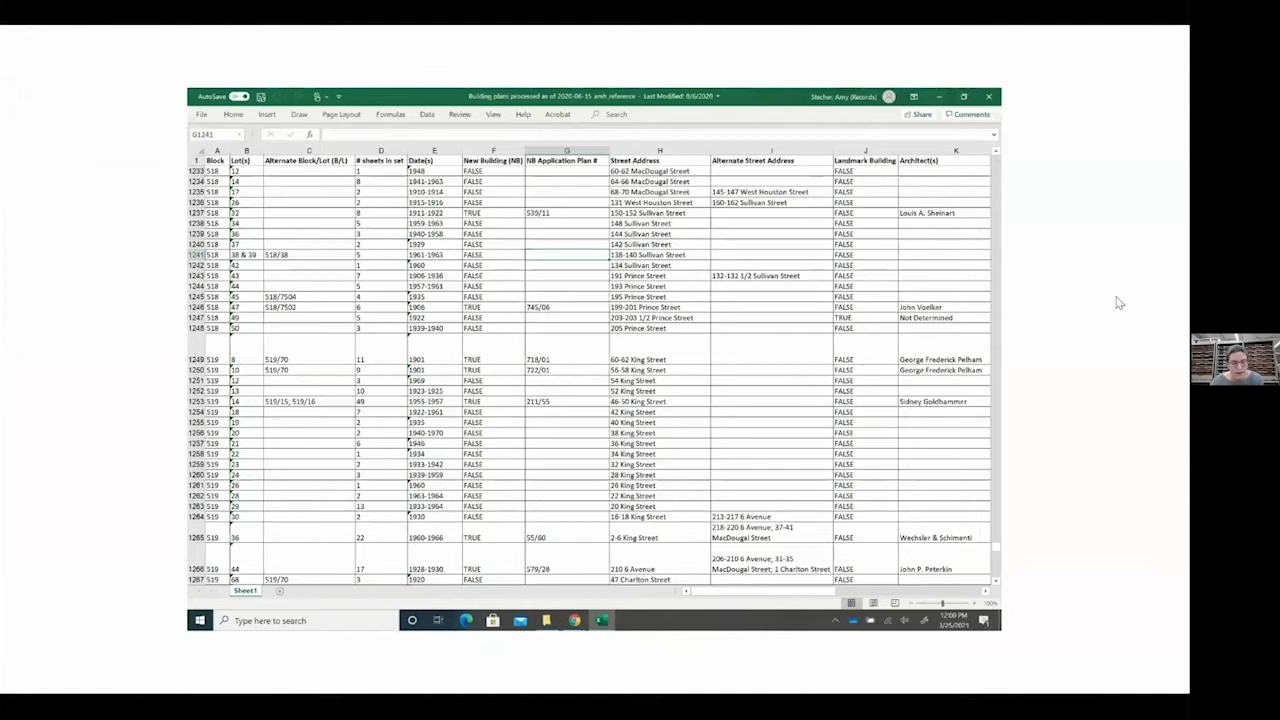 AutoSave On Building plans processed as of 2020-06-15 amh_reference - Last Modified: 8/6/2020 Stecher, Amy (Records)
File Home Insert Draw Page Layout Formulas Data Review View Help Acrobat Search Share Comments
G1241 fx
A B C D E F G H I J K
1 Block Lot(s) Alternate Block/Lot (B/L) # sheets in set Date(s) New Building (NB) NB Application Plan # Street Address Alternate Street Address Landmark Building Architect(s)
1233 518 12 1 1948 FALSE 60-62 MacDougal Street FALSE
1234 518 14 8 1941-1963 FALSE 64-66 MacDougal Street FALSE
1235 518 17 2 1910-1914 FALSE 68-70 MacDougal Street 145-147 West Houston Street FALSE
1236 518 26 2 1915-1916 FALSE 131 West Houston Street 160-162 Sullivan Street FALSE
1237 518 32 8 1911-1922 TRUE 539/11 150-152 Sullivan Street FALSE Louis A. Sheinart
1238 518 34 5 1959-1963 FALSE 148 Sullivan Street FALSE
1239 518 36 3 1940-1958 FALSE 144 Sullivan Street FALSE
1240 518 37 2 1929 FALSE 142 Sullivan Street FALSE
1241 518 38 & 39 518/38 5 1961-1963 FALSE 138-140 Sullivan Street FALSE
1242 518 42 1 1960 FALSE 134 Sullivan Street FALSE
1243 518 43 7 1906-1936 FALSE 191 Prince Street 132-132 1/2 Sullivan Street FALSE
1244 518 44 5 1957-1961 FALSE 193 Prince Street FALSE
1245 518 45 518/7504 4 1935 FALSE 195 Prince Street FALSE
1246 518 47 518/7502 6 1906 TRUE 745/06 199-201 Prince Street FALSE John Voelker
1247 518 49 5 1922 FALSE 203-203 1/2 Prince Street TRUE Not Determined
1248 518 50 3 1939-1940 FALSE 205 Prince Street FALSE
1249 519 8 519/70 11 1901 TRUE 718/01 60-62 King Street FALSE George Frederick Pelham
1250 519 10 519/70 9 1901 TRUE 722/01 56-58 King Street FALSE George Frederick Pelham
1251 519 12 3 1969 FALSE 54 King Street FALSE
1252 519 13 10 1923-1925 FALSE 52 King Street FALSE
1253 519 14 519/15, 519/16 49 1955-1957 TRUE 211/55 46-50 King Street FALSE Sidney Goldhammer
1254 519 18 7 1922-1961 FALSE 42 King Street FALSE
1255 519 19 2 1935 FALSE 40 King Street FALSE
1256 519 20 2 1940-1970 FALSE 38 King Street FALSE
1257 519 21 6 1946 FALSE 36 King Street FALSE
1258 519 22 1 1934 FALSE 34 King Street FALSE
1259 519 23 2 1933-1942 FALSE 32 King Street FALSE
1260 519 24 3 1939-1959 FALSE 28 King Street FALSE
1261 519 26 1 1960 FALSE 26 King Street FALSE
1262 519 28 2 1963-1964 FALSE 22 King Street FALSE
1263 519 29 13 1933-1964 FALSE 20 King Street FALSE
1264 519 30 2 1930 FALSE 16-18 King Street 213-217 6 Avenue FALSE
218-220 6 Avenue; 37-41
1265 519 36 22 1960-1966 TRUE 55/60 2-6 King Street MacDougal Street FALSE Wechsler & Schimenti
206-210 6 Avenue; 31-35
1266 519 44 17 1928-1930 TRUE 579/28 210 6 Avenue MacDougal Street; 1 Charlton Street FALSE John P. Peterkin
1267 519 68 519/70 3 1920 FALSE 47 Charlton Street FALSE
Sheet1
100%
Type here to search
12:00 PM
3/25/2021